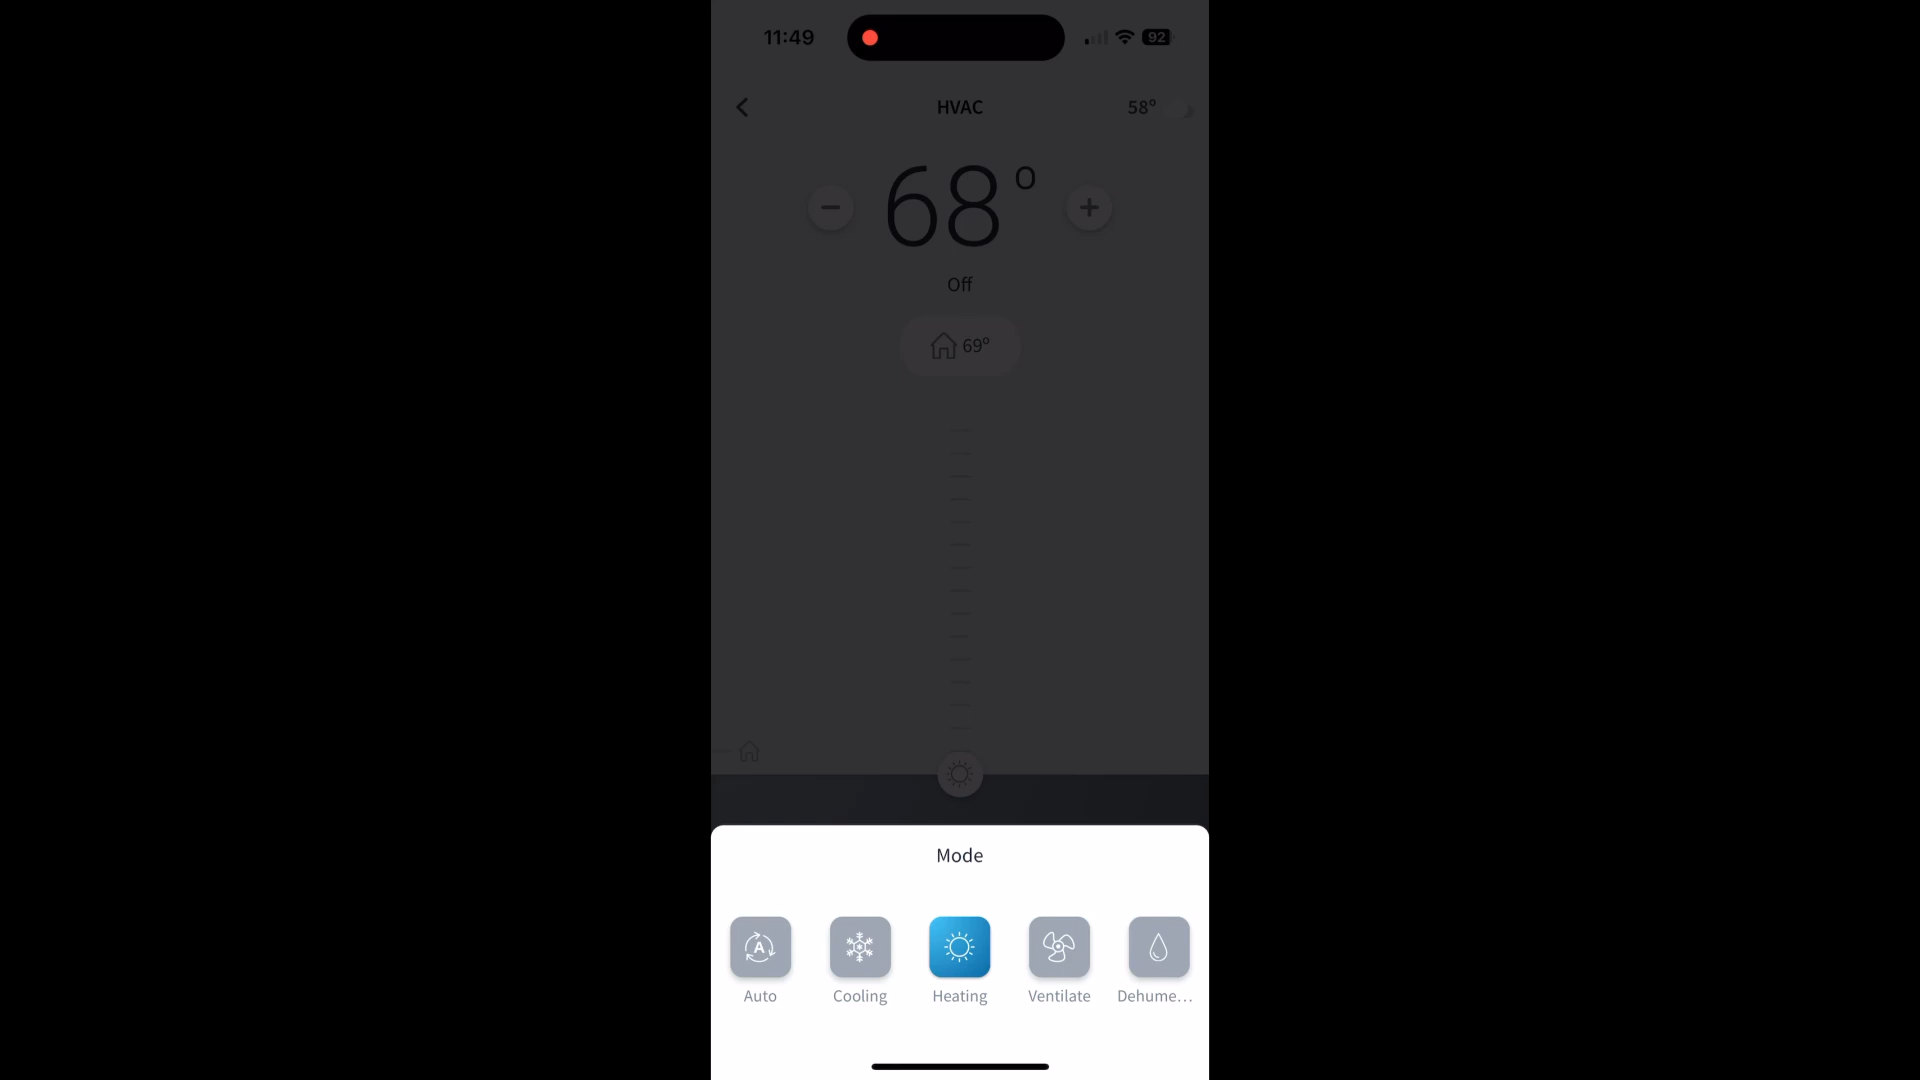 11:49
92
HVAC
58°
68°
Off
69°
Mode
A
Auto
Cooling
Heating
Ventilate
Dehume...